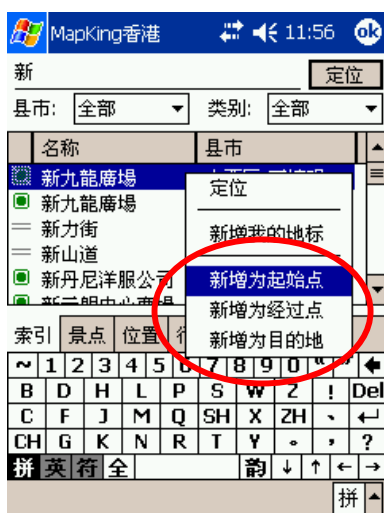 MapKing香港 11:56 ok
新 定位
县市: 全部 类别: 全部
名称 县市
新九龍廣場
定位
新九龍廣場
新力街
新增我的地标
新山道
新丹尼洋服公司
新增为起始点
新增为经过点
新增为目的地
索引 景点 位置
~ 1 2 3 4 5 6 7 8 9 0 “ ”
B D H L P S W Z ! Del
C F J M Q SH X ZH 、
CH G K N R T Y 。 , ?
拼 英 符 全 韵 ↓ ↑ ← →
拼